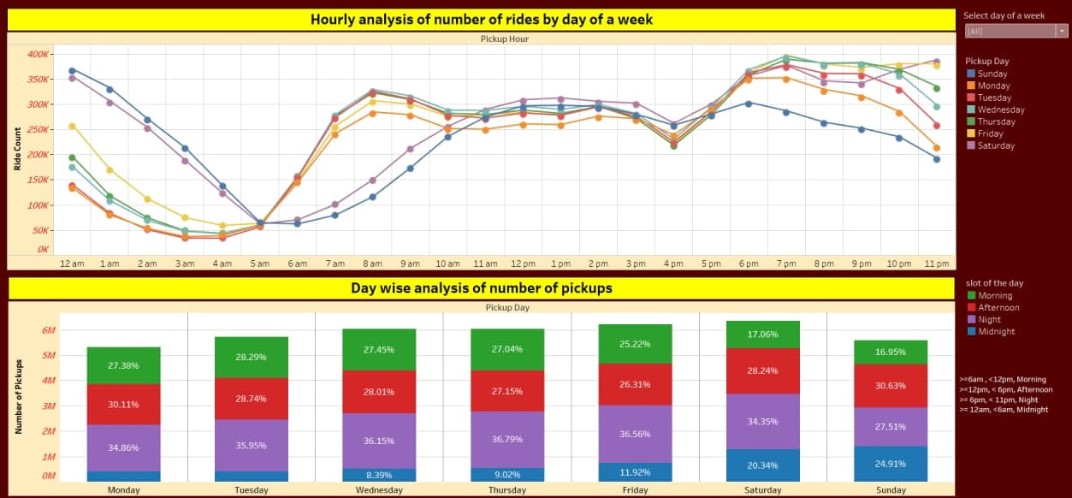 Hourly analysis of number of rides by day of a week
Select day of a week
(All)
Pickup Hour
Pickup Day
Sunday
Monday
Tuesday
Wednesday
Thursday
Friday
Saturday
Ride Count
400K
350K
300K
250K
200K
150K
100K
50K
0K
12 am 1 am 2 am 3 am 4 am 5 am 6 am 7 am 8 am 9 am 10 am 11 am 12 pm 1 pm 2 pm 3 pm 4 pm 5 pm 6 pm 7 pm 8 pm 9 pm 10 pm 11 pm
Day wise analysis of number of pickups
slot of the day
Morning
Afternoon
Night
Midnight
Pickup Day
Number of Pickups
6M
5M
4M
3M
2M
1M
0M
27.38% 28.29% 27.45% 27.04% 25.22% 17.06% 16.95%
30.11% 28.74% 28.01% 27.15% 26.31% 28.24% 30.63%
34.86% 35.95% 36.15% 36.79% 36.56% 34.35% 27.51%
8.39% 9.02% 11.92% 20.34% 24.91%
Monday Tuesday Wednesday Thursday Friday Saturday Sunday
>=6am , <12pm, Morning
>=12pm, < 6pm, Afternoon
>= 6pm, < 11pm, Night
>= 12am, <6am, Midnight